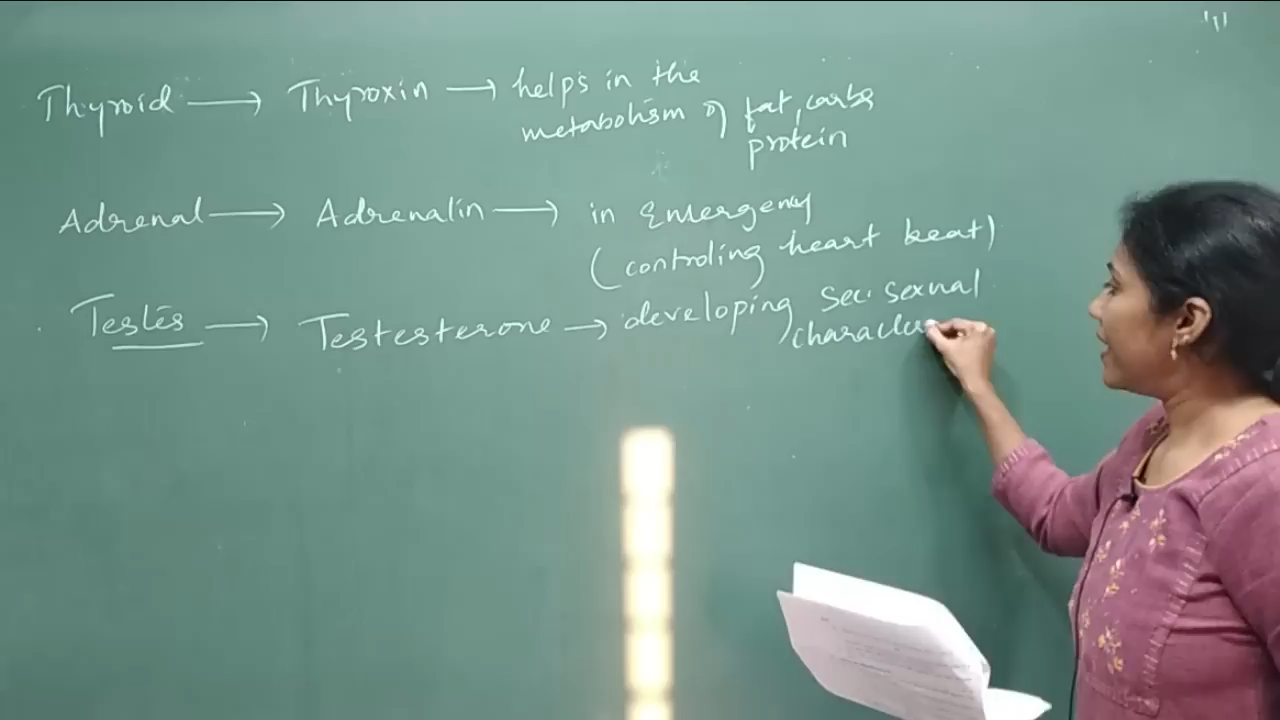 Thyroid → Thyroxin → helps in the
metabolism of fat, carbs
protein
Adrenal → Adrenalin → in Emergency
(controling heart beat)
Testes → Testesterone → developing sec. sexual
character